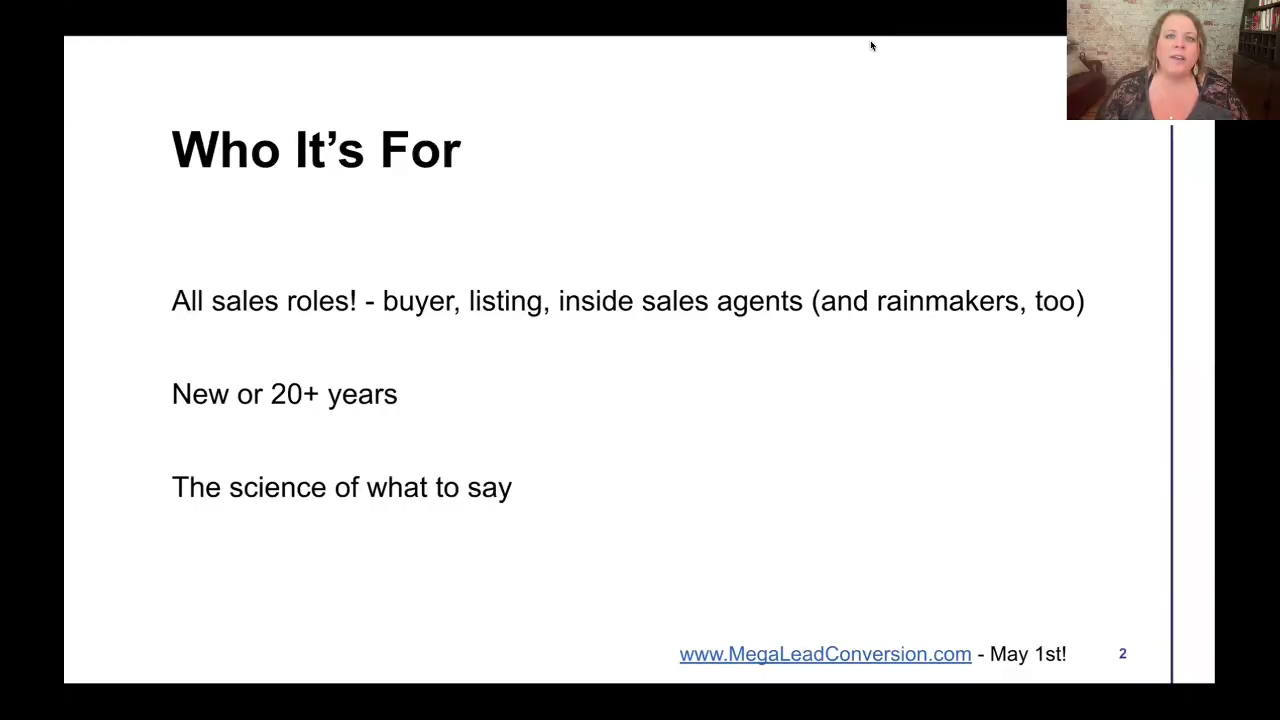 Who It’s For
All sales roles! - buyer, listing, inside sales agents (and rainmakers, too)
New or 20+ years
The science of what to say
www.MegaLeadConversion.com - May 1st!
2